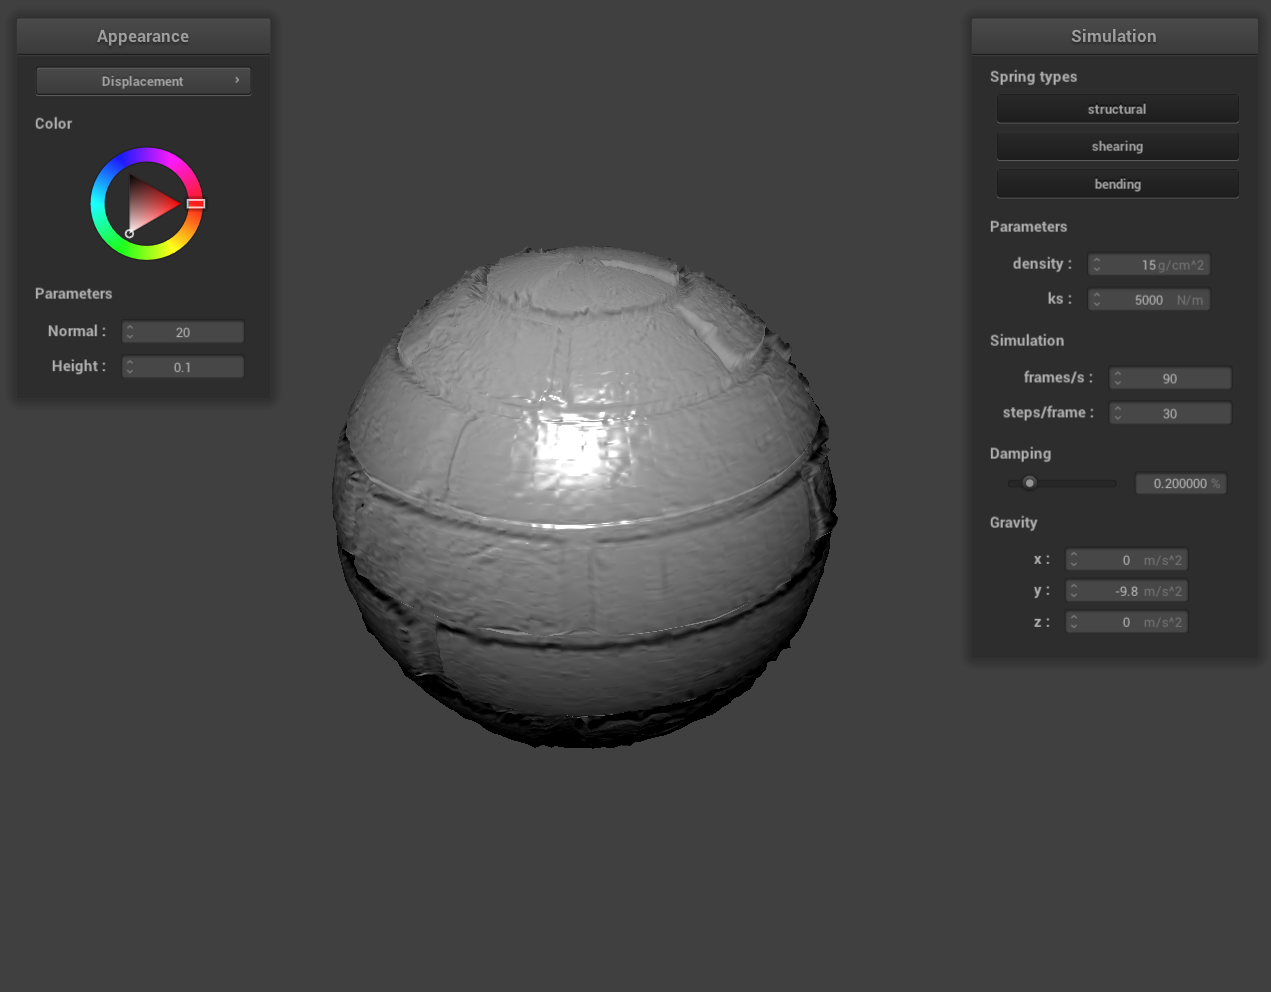 Appearance
Displacement
Color
Parameters
Normal : 20
Height : 0.1
Simulation
Spring types
structural
shearing
bending
Parameters
density : 15 g/cm^2
ks : 5000 N/m
Simulation
frames/s : 90
steps/frame : 30
Damping
0.200000 %
Gravity
x : 0 m/s^2
y : -9.8 m/s^2
z : 0 m/s^2